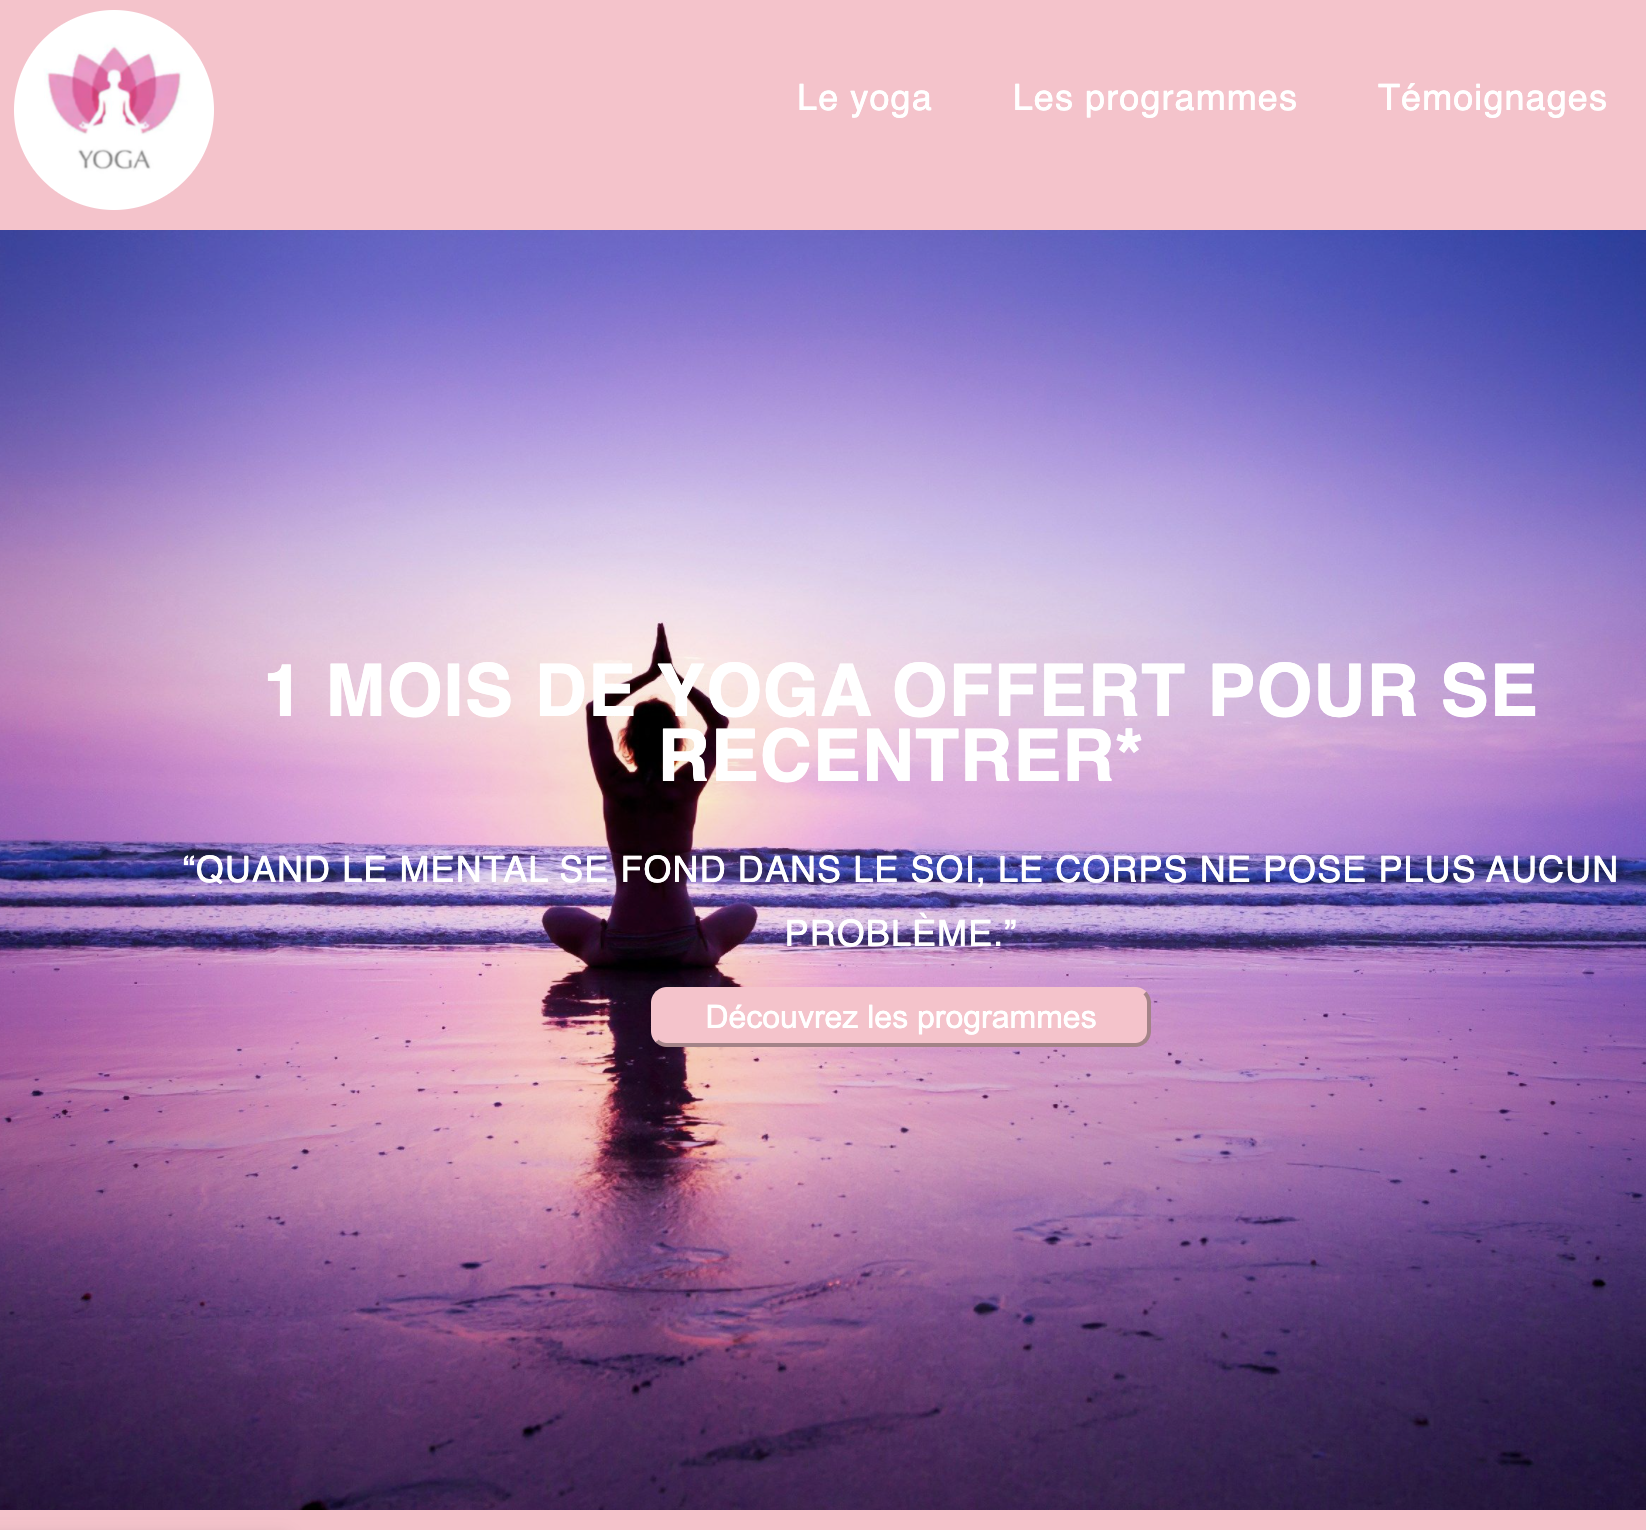 YOGA
Le yoga
Les programmes
Témoignages
1 MOIS DE YOGA OFFERT POUR SE
RECENTRER*
“QUAND LE MENTAL SE FOND DANS LE SOI, LE CORPS NE POSE PLUS AUCUN
PROBLÈME.”
Découvrez les programmes